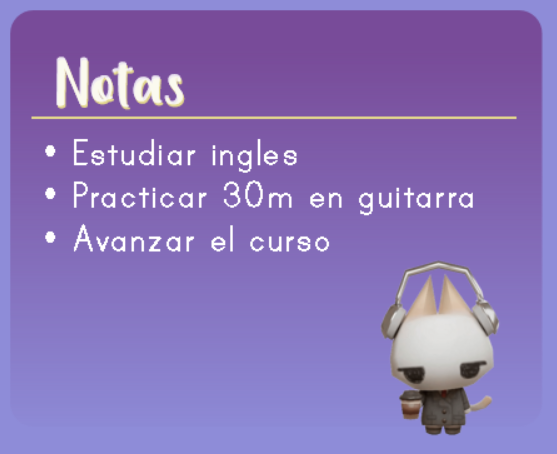 Notas
• Estudiar ingles
• Practicar 30m en guitarra
• Avanzar el curso